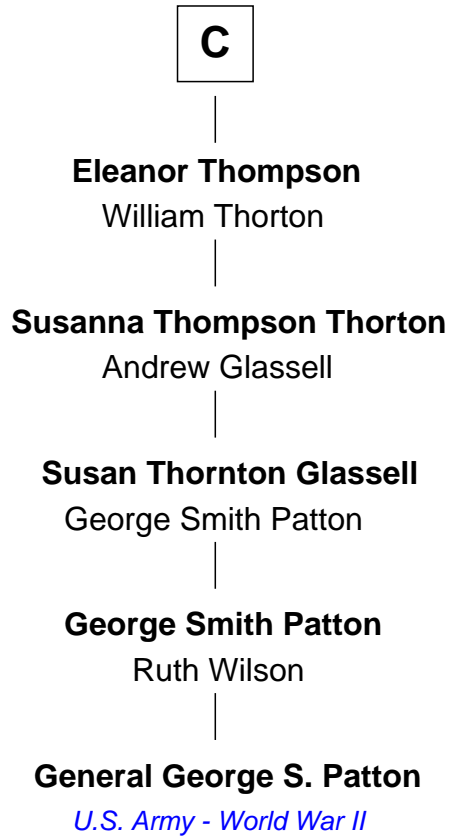 C
Eleanor Thompson
William Thorton
Susanna Thompson Thorton
Andrew Glassell
Susan Thornton Glassell
George Smith Patton
George Smith Patton
Ruth Wilson
General George S. Patton
U.S. Army - World War II